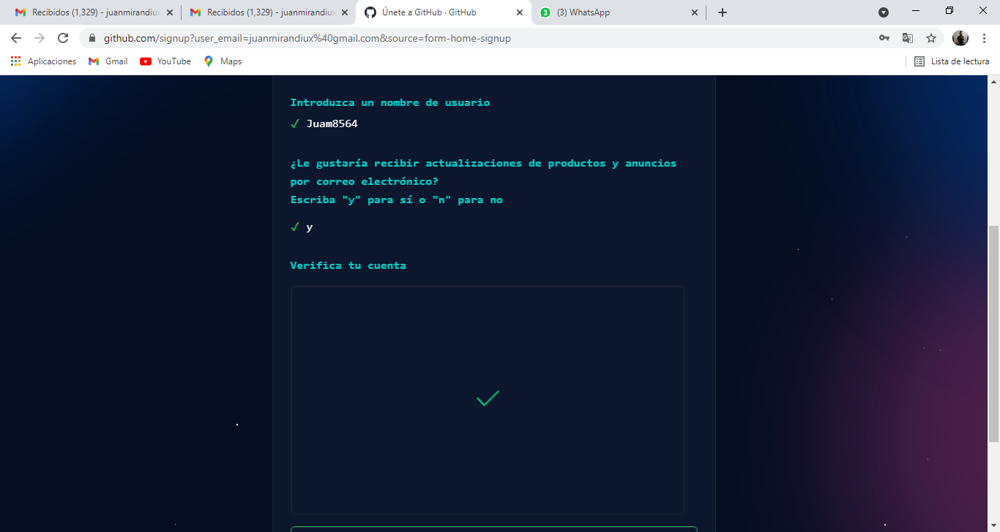 Recibidos (1,329) - juanmirandiux
Recibidos (1,329) - juanmirandiux
Únete a GitHub · GitHub
3
(3) WhatsApp
github.com/signup?user_email=juanmirandiux%40gmail.com&source=form-home-signup
Aplicaciones
Gmail
YouTube
Maps
Lista de lectura
Introduzca un nombre de usuario
✓ Juam8564
¿Le gustaría recibir actualizaciones de productos y anuncios
por correo electrónico?
Escriba "y" para sí o "n" para no
✓ y
Verifica tu cuenta